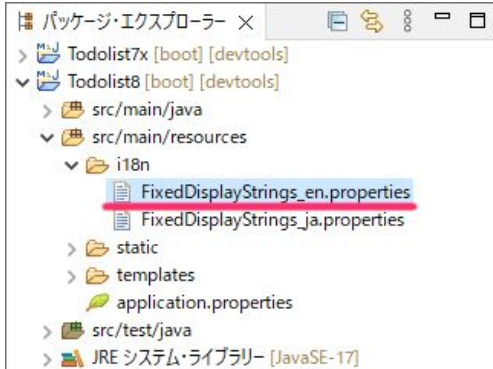 パッケージ・エクスプローラー
Todolist7x [boot] [devtools]
Todolist8 [boot] [devtools]
src/main/java
src/main/resources
i18n
FixedDisplayStrings_en.properties
FixedDisplayStrings_ja.properties
static
templates
application.properties
src/test/java
JRE システム・ライブラリー [JavaSE-17]